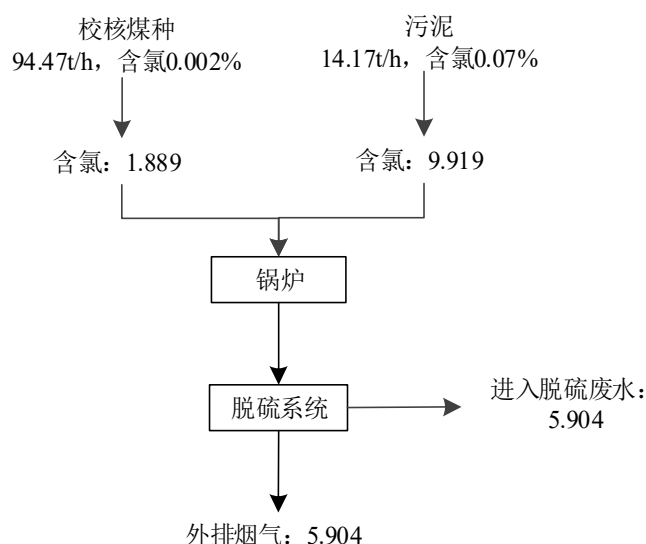 校核煤种
94.47t/h，含氯0.002%
污泥
14.17t/h，含氯0.07%
含氯：1.889
含氯：9.919
锅炉
脱硫系统
进入脱硫废水：
5.904
外排烟气：5.904